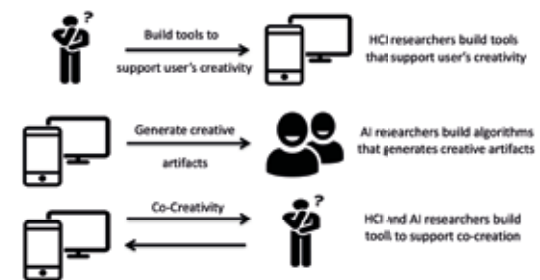 ?
Build tools to
support user's creativity
HCI researchers build tools
that support user's creativity
Generate creative
artifacts
AI researchers build algorithms
that generates creative artifacts
Co-Creativity
?
HCI and AI researchers build
tools to support co-creation